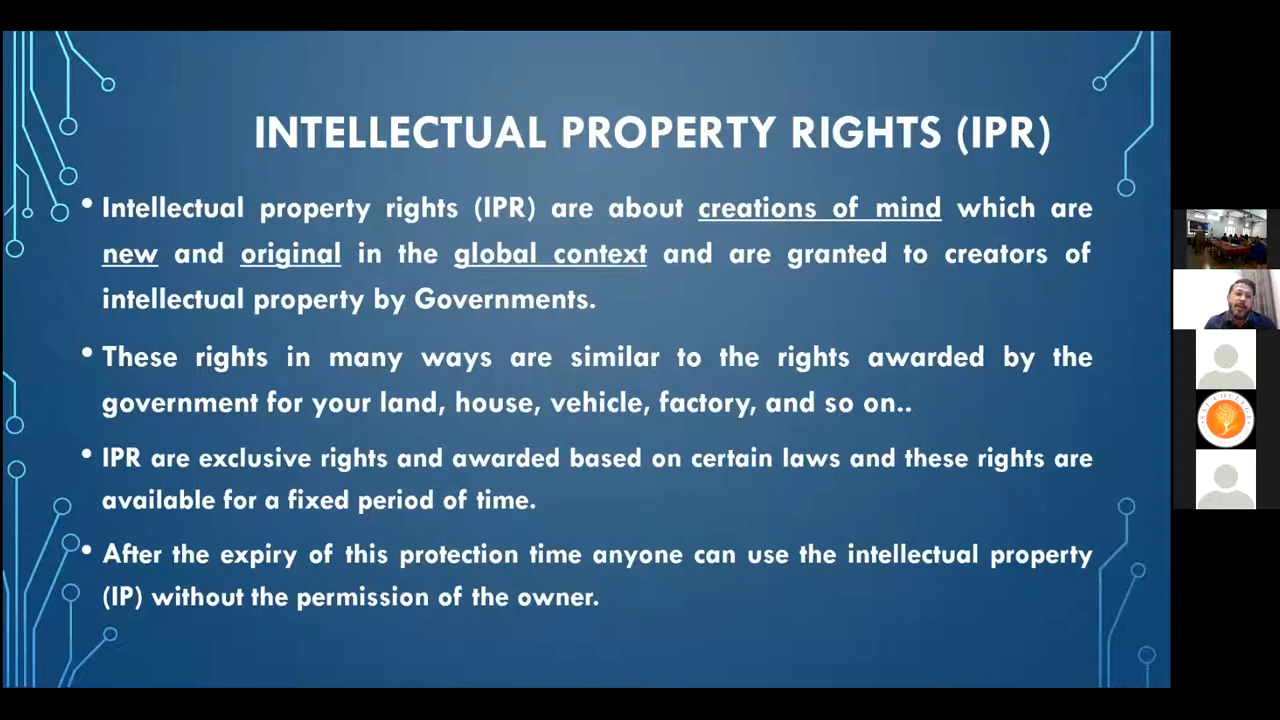 INTELLECTUAL PROPERTY RIGHTS (IPR)
• Intellectual property rights (IPR) are about creations of mind which are
new and original in the global context and are granted to creators of
intellectual property by Governments.
• These rights in many ways are similar to the rights awarded by the
government for your land, house, vehicle, factory, and so on..
• IPR are exclusive rights and awarded based on certain laws and these rights are
available for a fixed period of time.
• After the expiry of this protection time anyone can use the intellectual property
(IP) without the permission of the owner.